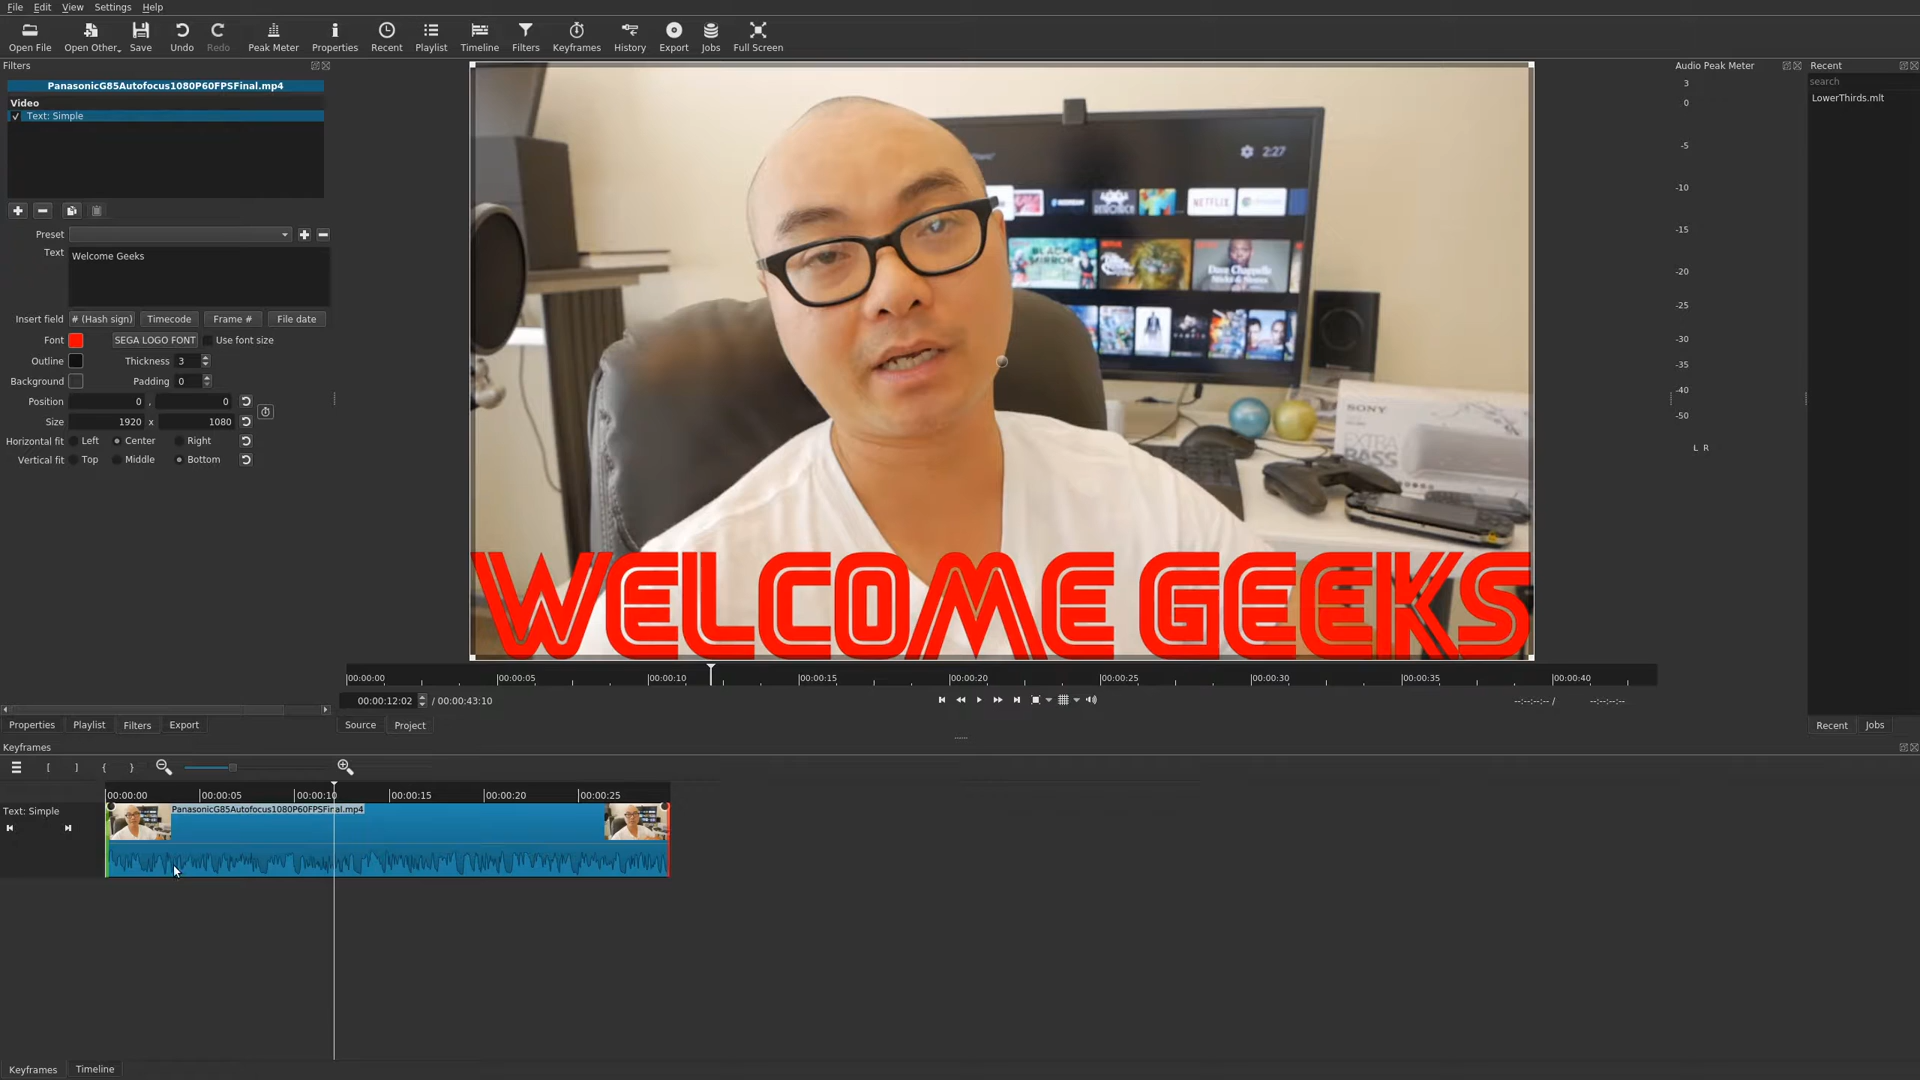 File Edit View Settings Help
Open File Open Other Save Undo Redo Peak Meter Properties Recent Playlist Timeline Filters Keyframes History Export Jobs Full Screen
Filters
PanasonicG85Autofocus1080P60FPSFinal.mp4
Video
✓ Text: Simple
Preset
Text Welcome Geeks
Insert field # (Hash sign) Timecode Frame # File date
Font SEGA LOGO FONT Use font size
Outline Thickness 3
Background Padding 0
Position 0 , 0
Size 1920 x 1080
Horizontal fit Left Center Right
Vertical fit Top Middle Bottom
Properties Playlist Filters Export
2:27
NETFLIX
BLACK MIRROR
Dave Chappelle
SONY
EXTRA BASS
WELCOME GEEKS
00:00:00 00:00:05 00:00:10 00:00:15 00:00:20 00:00:25 00:00:30 00:00:35 00:00:40
00:00:12:02 / 00:00:43:10
--:--:--:-- / --:--:--:--
Source Project
Audio Peak Meter
3
0
-5
-10
-15
-20
-25
-30
-35
-40
-50
L R
Recent
search
LowerThirds.mlt
Recent Jobs
Keyframes
[ ] { }
00:00:00 00:00:05 00:00:10 00:00:15 00:00:20 00:00:25
Text: Simple
PanasonicG85Autofocus1080P60FPSFinal.mp4
Keyframes Timeline